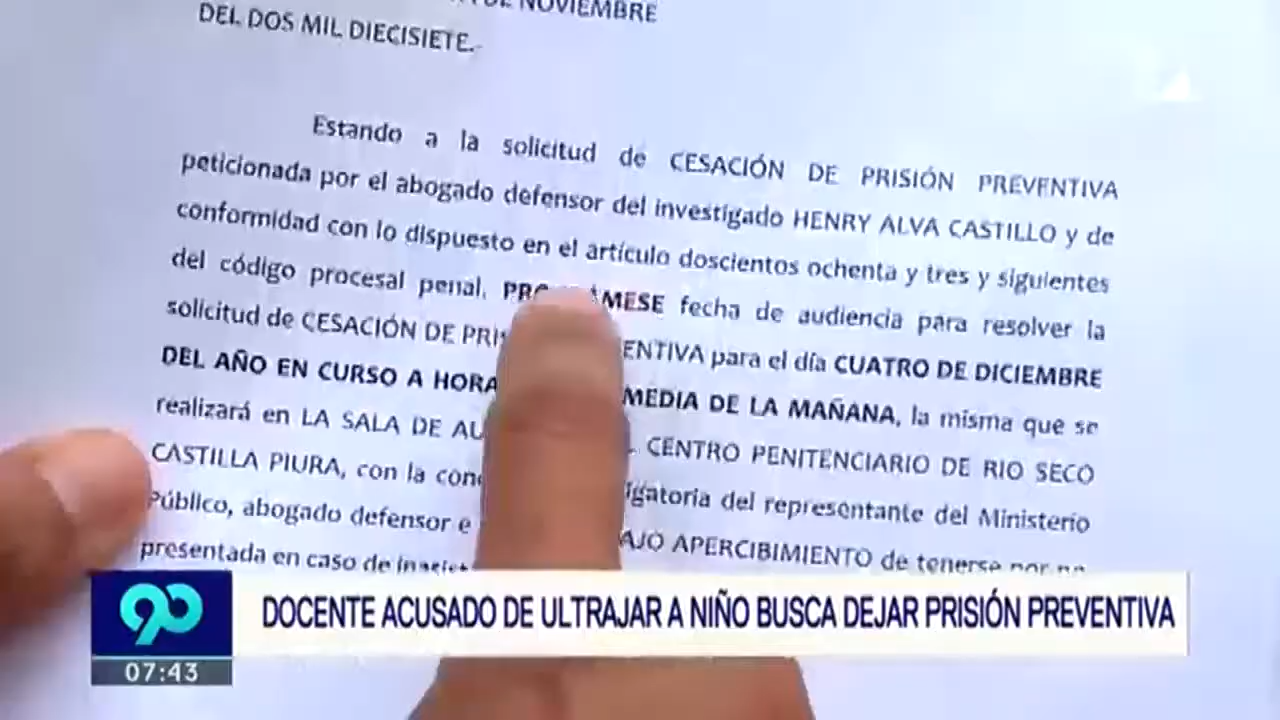 DE NOVIEMBRE
DEL DOS MIL DIECISIETE.-
Estando a la solicitud de CESACIÓN DE PRISIÓN PREVENTIVA
peticionada por el abogado defensor del investigado HENRY ALVA CASTILLO y de
conformidad con lo dispuesto en el artículo doscientos ochenta y tres y siguientes
del código procesal penal, PRO MESE fecha de audiencia para resolver la
solicitud de CESACIÓN DE PRI ENTIVA para el día CUATRO DE DICIEMBRE
DEL AÑO EN CURSO A HORA MEDIA DE LA MAÑANA, la misma que se
realizará en LA SALA DE AU CENTRO PENITENCIARIO DE RIO SECO
CASTILLA PIURA, con la conc igatoria del representante del Ministerio
Público, abogado defensor e AJO APERCIBIMIENTO de tenerse por no
presentada en caso de inasist
90
DOCENTE ACUSADO DE ULTRAJAR A NIÑO BUSCA DEJAR PRISIÓN PREVENTIVA
07:43